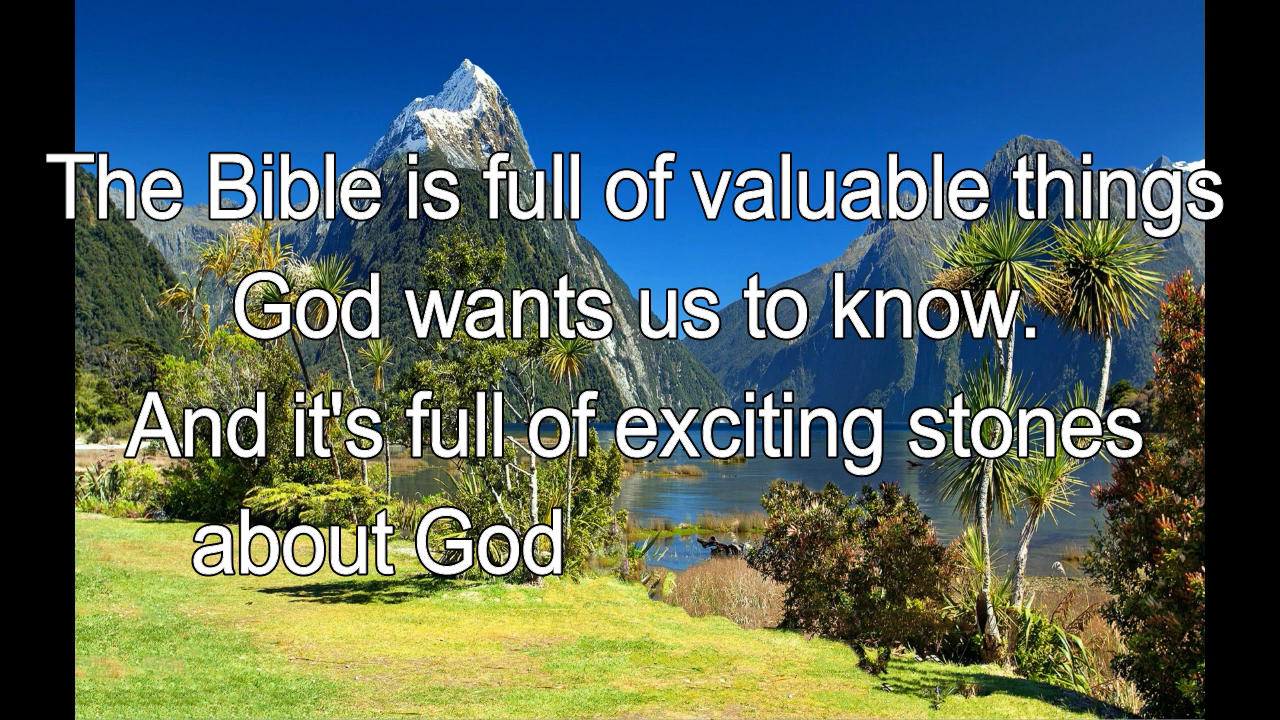 The Bible is full of valuable things
God wants us to know.
And it's full of exciting stones
about God